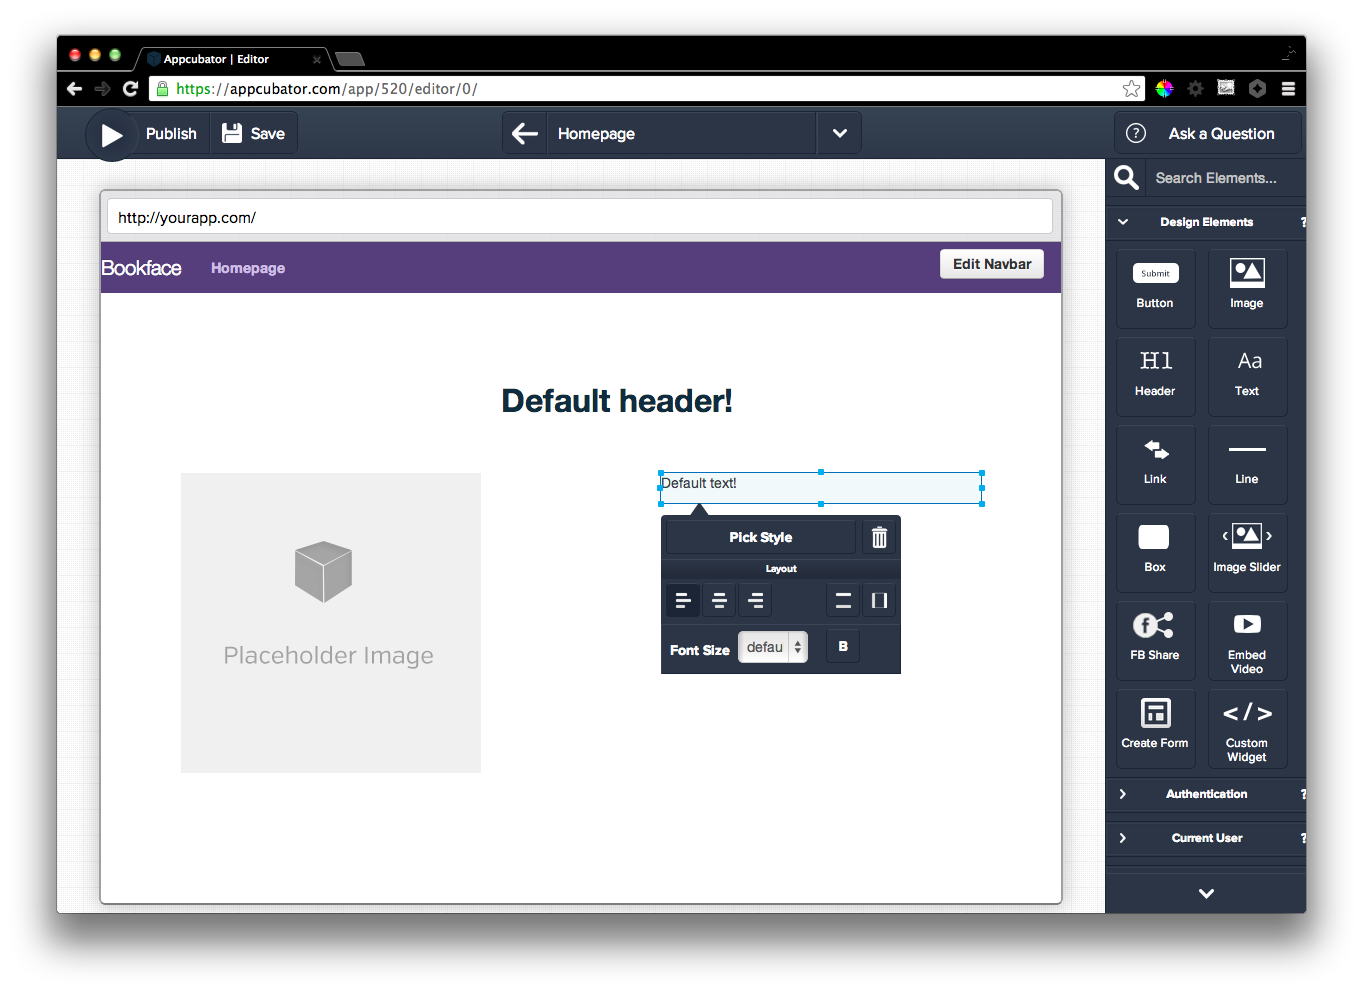 Appcubator | Editor
https://appcubator.com/app/520/editor/0/
Publish
Save
Homepage
? Ask a Question
Search Elements...
http://yourapp.com/
Bookface
Homepage
Edit Navbar
Default header!
Placeholder Image
Default text!
Pick Style
Layout
Font Size
defau
B
Design Elements ?
Submit
Button
Image
H1
Header
Aa
Text
Link
Line
Box
Image Slider
f
FB Share
Embed
Video
Create Form
</>
Custom
Widget
Authentication ?
Current User ?